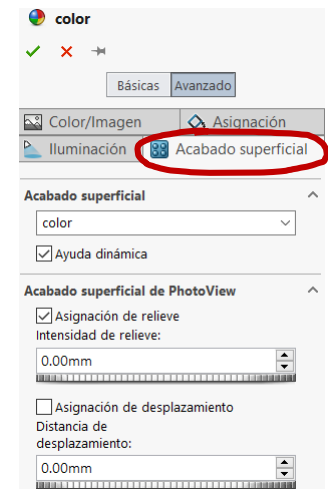 color
Básicas Avanzado
Color/Imagen Asignación
Iluminación Acabado superficial
Acabado superficial
color
Ayuda dinámica
Acabado superficial de PhotoView
Asignación de relieve
Intensidad de relieve:
0.00mm
Asignación de desplazamiento
Distancia de
desplazamiento:
0.00mm